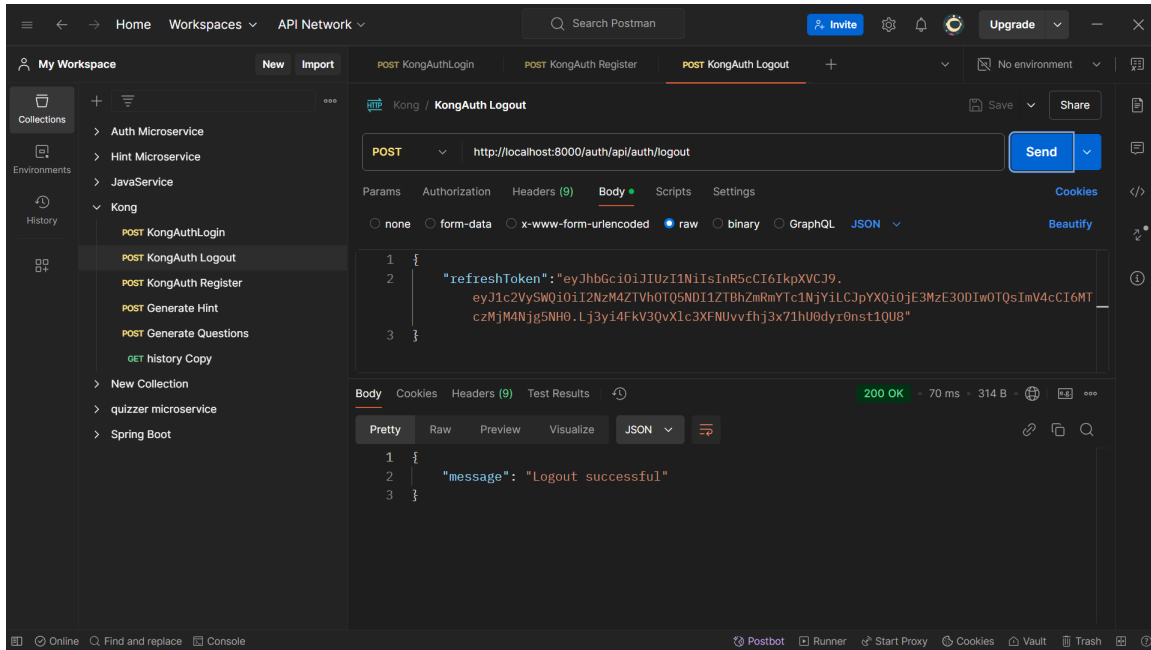 Home Workspaces API Network Search Postman Invite Upgrade
My Workspace New Import POST KongAuthLogin POST KongAuth Register POST KongAuth Logout No environment
Collections
Environments
History
Auth Microservice
Hint Microservice
JavaService
Kong
POST KongAuthLogin
POST KongAuth Logout
POST KongAuth Register
POST Generate Hint
POST Generate Questions
GET history Copy
New Collection
quizzer microservice
Spring Boot
HTTP Kong / KongAuth Logout Save Share
POST http://localhost:8000/auth/api/auth/logout Send
Params Authorization Headers (9) Body Scripts Settings Cookies
none form-data x-www-form-urlencoded raw binary GraphQL JSON Beautify
1 {
2 "refreshToken":"eyJhbGciOiJIUzI1NiIsInR5cCI6IkpXVCJ9.
eyJ1c2VySWQiOiI2NzM4ZTVhOTQ5NDI1ZTBhZmRmYTc1NjYiLCJpYXQiOjE3MzE3ODIwOTQsImV4cCI6MT
czMjM4Njg5NH0.Lj3yi4FkV3QvXlc3XFNUvvfhj3x71hU0dyr0nst1QU8"
3 }
Body Cookies Headers (9) Test Results 200 OK 70 ms 314 B e.g.
Pretty Raw Preview Visualize JSON
1 {
2 "message": "Logout successful"
3 }
Online Find and replace Console Postbot Runner Start Proxy Cookies Vault Trash